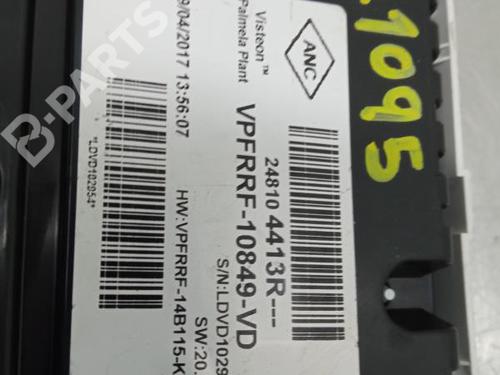 ANC
Visteon™
Palmela Plant
9/04/2017 13:56:07
24810 4413R---
VPFRRF-10849-VD
S/N:LDVD1029
*LDVD102954*
HW:VPFRRF-14B115-K
SW:20.
1095
B-PARTS